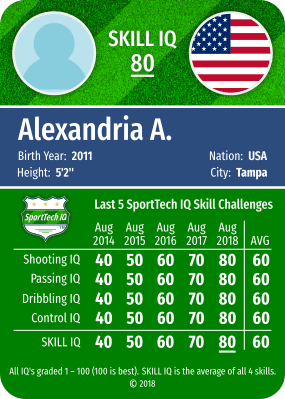 SKILL IQ
80
Alexandria A.
Birth Year: 2011 Nation: USA
Height: 5'2" City: Tampa
SportTech IQ
Last 5 SportTech IQ Skill Challenges
Aug Aug Aug Aug Aug
2014 2015 2016 2017 2018 AVG
Shooting IQ 40 50 60 70 80 60
Passing IQ 40 50 60 70 80 60
Dribbling IQ 40 50 60 70 80 60
Control IQ 40 50 60 70 80 60
SKILL IQ 40 50 60 70 80 60
All IQ's graded 1 – 100 (100 is best). SKILL IQ is the average of all 4 skills.
© 2018